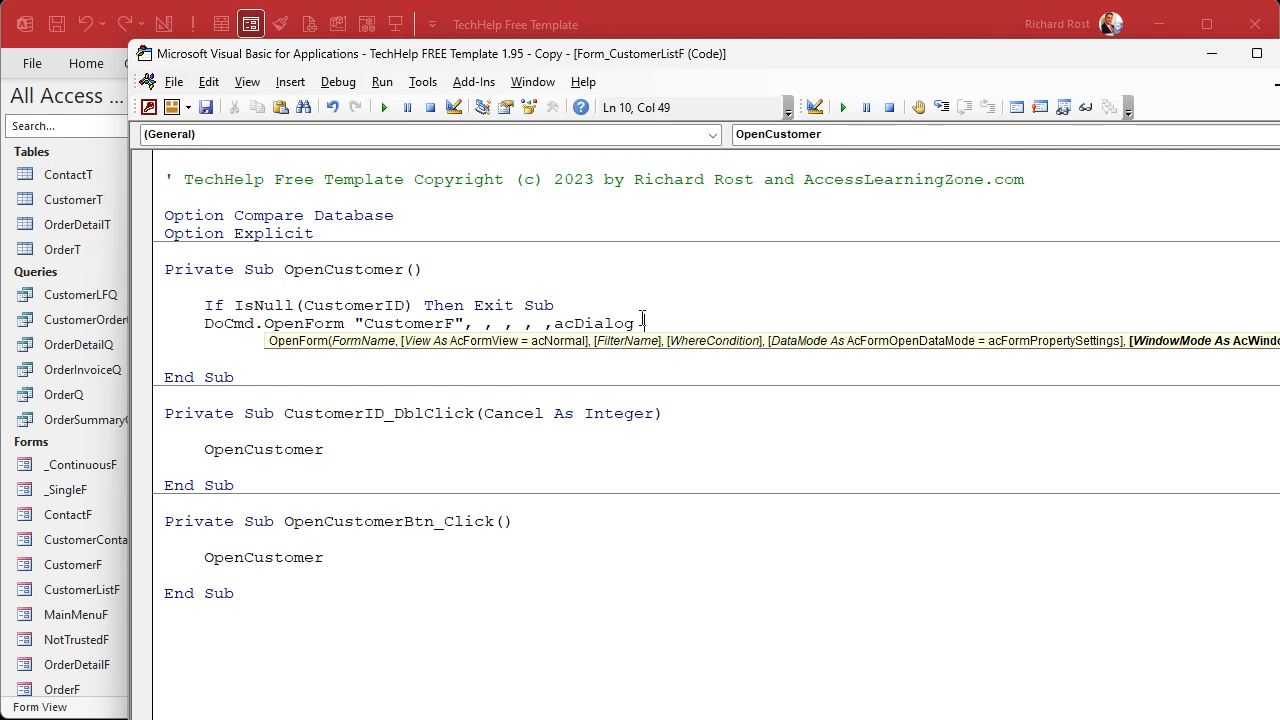 TechHelp Free Template
Richard Rost
File Home
All Access ...
Search...
Tables
ContactT
CustomerT
OrderDetailT
OrderT
Queries
CustomerLFQ
CustomerOrder
OrderDetailQ
OrderInvoiceQ
OrderQ
OrderSummaryQ
Forms
_ContinuousF
_SingleF
ContactF
CustomerConta
CustomerF
CustomerListF
MainMenuF
NotTrustedF
OrderDetailF
OrderF
Form View
Microsoft Visual Basic for Applications - TechHelp FREE Template 1.95 - Copy - [Form_CustomerListF (Code)]
File Edit View Insert Format Debug Run Tools Add-Ins Window Help
Ln 10, Col 49
(General) OpenCustomer
' TechHelp Free Template Copyright (c) 2023 by Richard Rost and AccessLearningZone.com
Option Compare Database
Option Explicit
Private Sub OpenCustomer()
If IsNull(CustomerID) Then Exit Sub
DoCmd.OpenForm "CustomerF", , , , ,acDialog
OpenForm(FormName, [View As AcFormView = acNormal], [FilterName], [WhereCondition], [DataMode As AcFormOpenDataMode = acFormPropertySettings], [WindowMode As AcWindo
End Sub
Private Sub CustomerID_DblClick(Cancel As Integer)
OpenCustomer
End Sub
Private Sub OpenCustomerBtn_Click()
OpenCustomer
End Sub